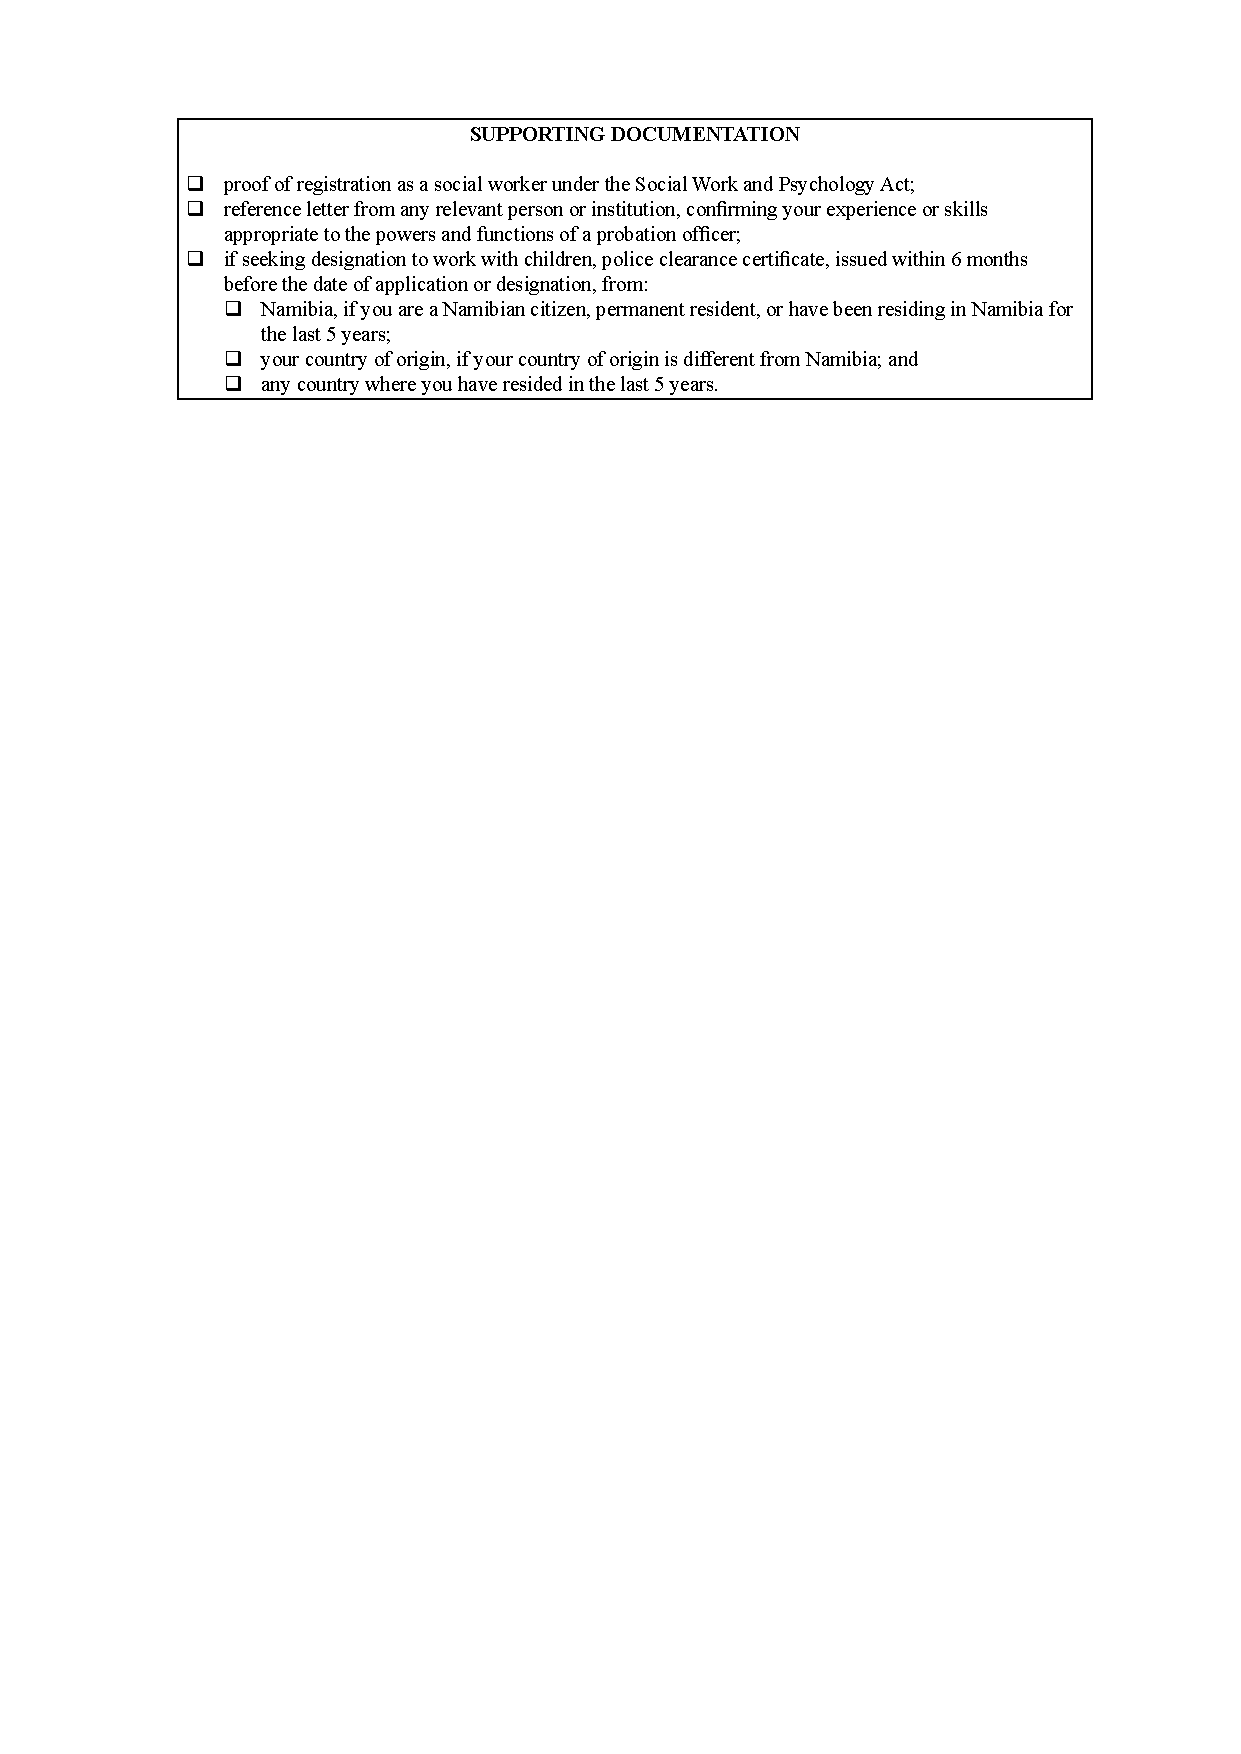 SUPPORTING DOCUMENTATION
❑ proof of registration as a social worker under the Social Work and Psychology Act;
❑ reference letter from any relevant person or institution, confirming your experience or skills
appropriate to the powers and functions of a probation officer;
❑ if seeking designation to work with children, police clearance certificate, issued within 6 months
before the date of application or designation, from:
❑ Namibia, if you are a Namibian citizen, permanent resident, or have been residing in Namibia for
the last 5 years;
❑ your country of origin, if your country of origin is different from Namibia; and
❑ any country where you have resided in the last 5 years.